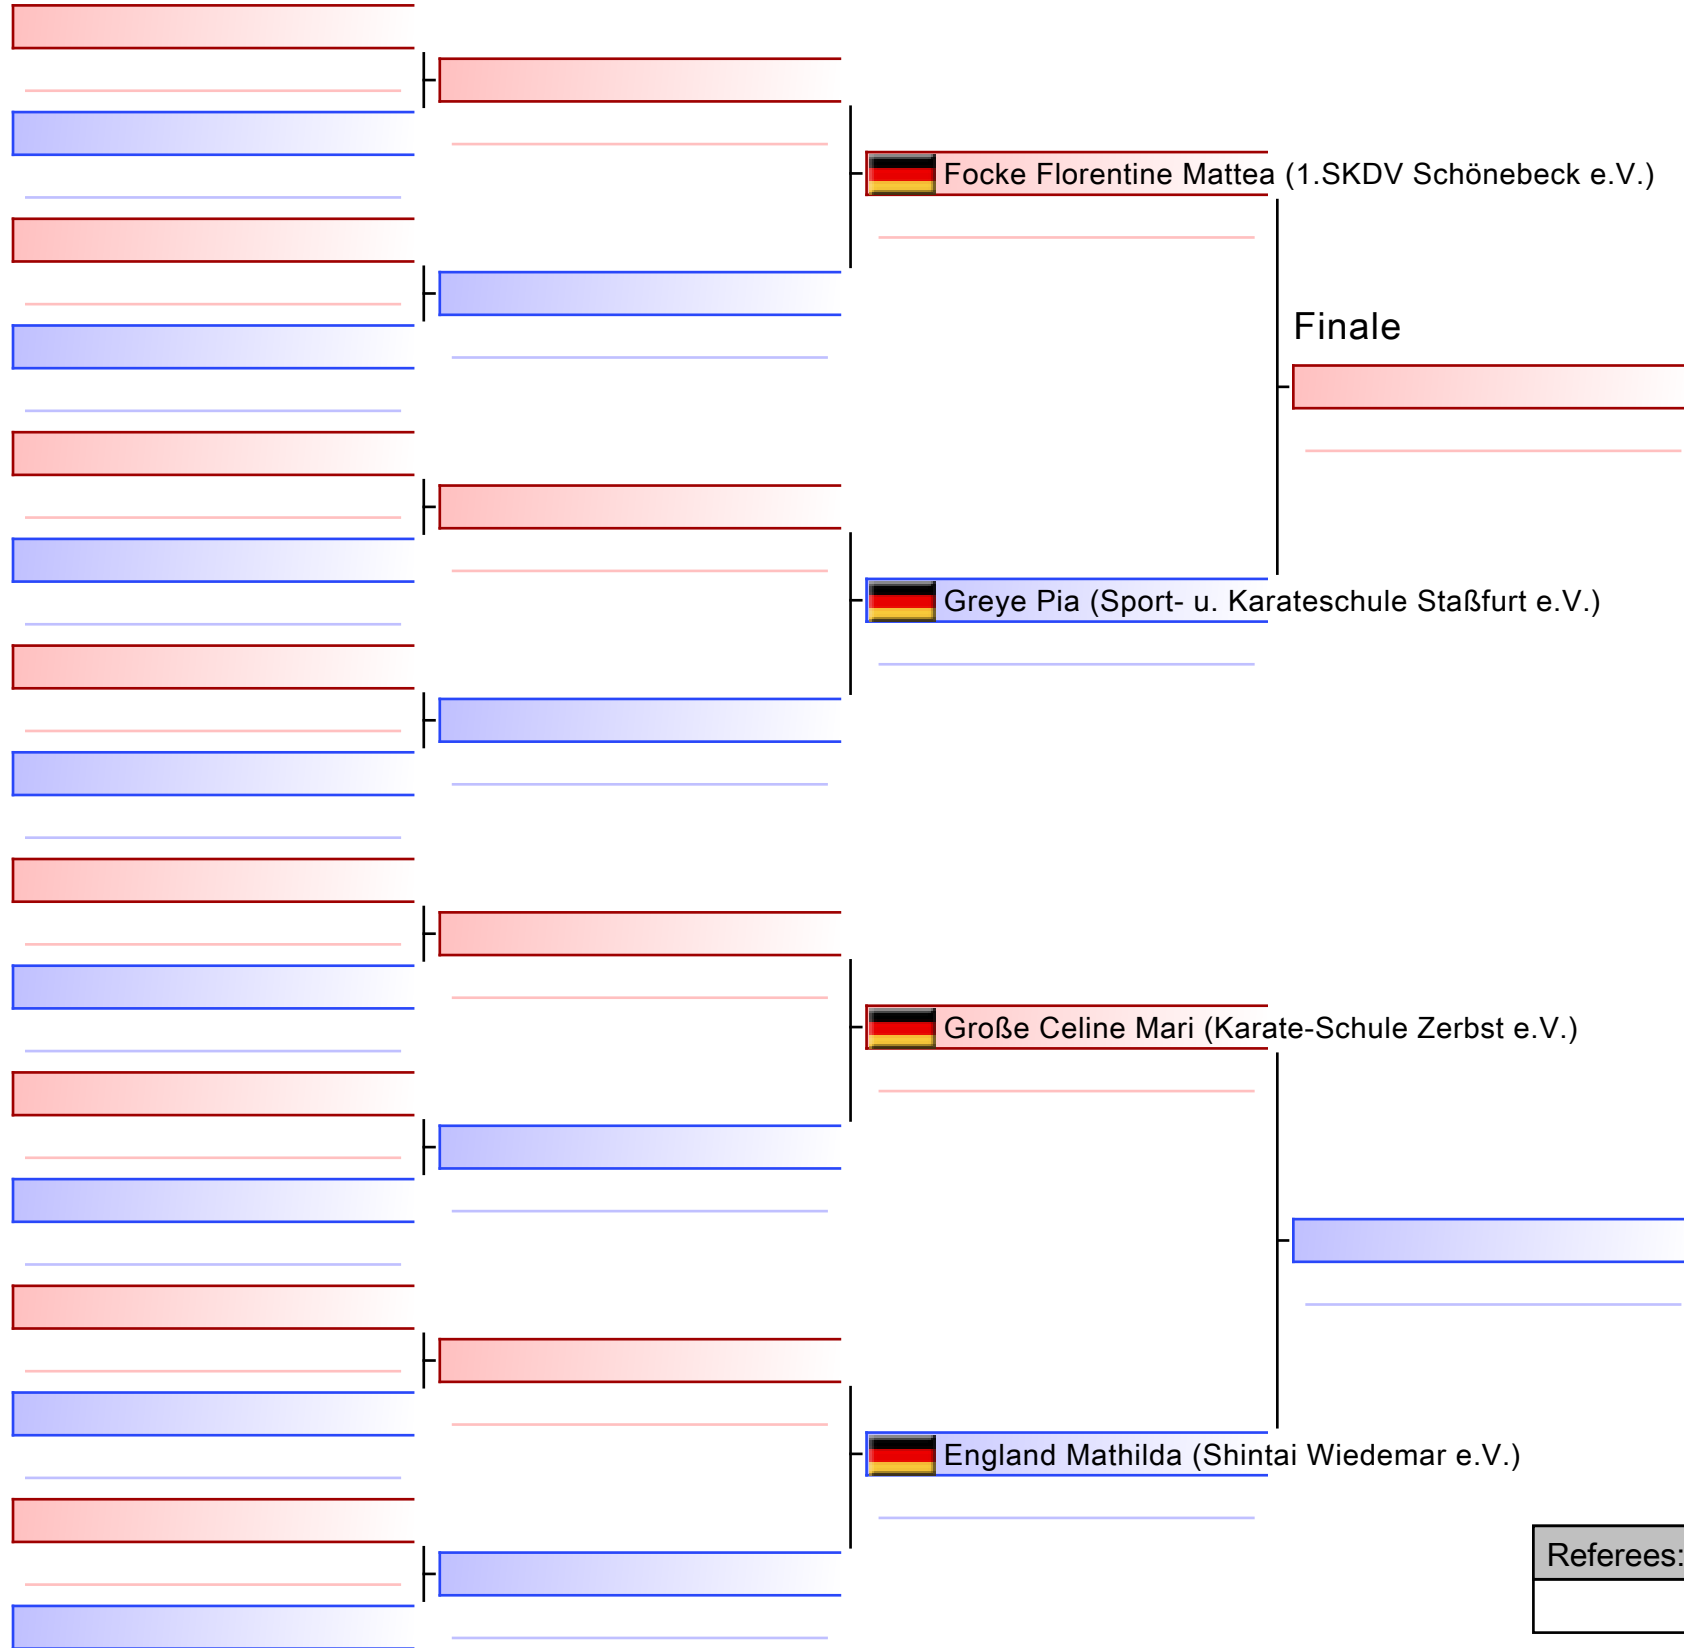 Focke Florentine Mattea (1.SKDV Schönebeck e.V.)
Finale
Greye Pia (Sport- u. Karateschule Staßfurt e.V.)
Große Celine Mari (Karate-Schule Zerbst e.V.)
England Mathilda (Shintai Wiedemar e.V.)
Referees: